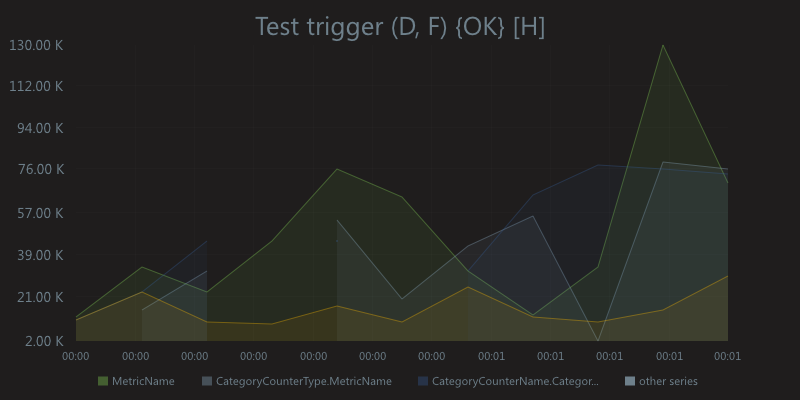 Test trigger (D, F) {OK} [H]
130.00 K
112.00 K
94.00 K
76.00 K
57.00 K
39.00 K
21.00 K
2.00 K
00:00 00:00 00:00 00:00 00:00 00:00 00:00 00:01 00:01 00:01 00:01 00:01
MetricName CategoryCounterType.MetricName CategoryCounterName.Categor... other series